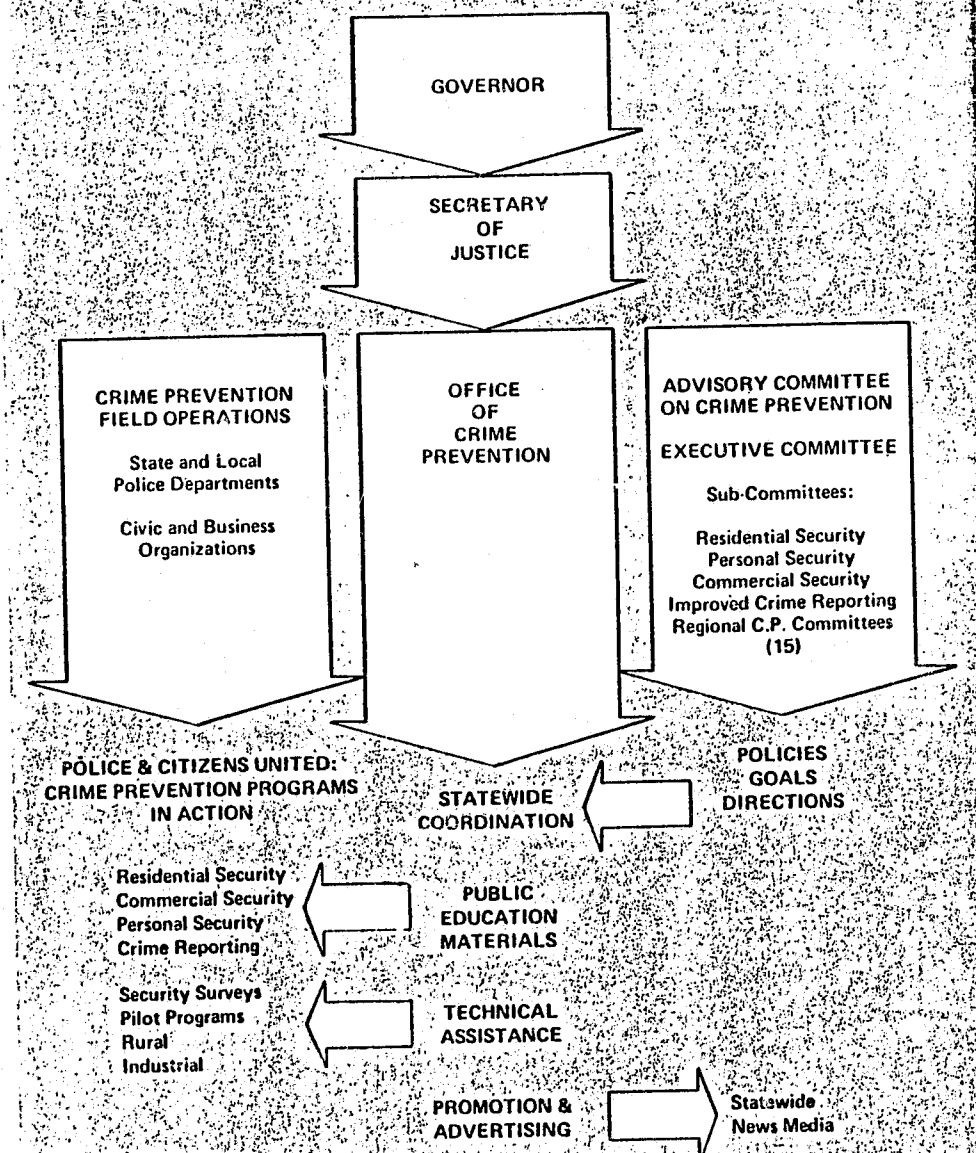 GOVERNOR
SECRETARY
OF
JUSTICE
CRIME PREVENTION
FIELD OPERATIONS
State and Local
Police Departments
Civic and Business
Organizations
OFFICE
OF
CRIME
PREVENTION
ADVISORY COMMITTEE
ON CRIME PREVENTION
EXECUTIVE COMMITTEE
Sub-Committees:
Residential Security
Personal Security
Commercial Security
Improved Crime Reporting
Regional C.P. Committees
(15)
POLICE & CITIZENS UNITED:
CRIME PREVENTION PROGRAMS
IN ACTION
STATEWIDE
COORDINATION
POLICIES
GOALS
DIRECTIONS
Residential Security
Commercial Security
Personal Security
Crime Reporting
PUBLIC
EDUCATION
MATERIALS
Security Surveys
Pilot Programs
Rural
Industrial
TECHNICAL
ASSISTANCE
PROMOTION &
ADVERTISING
Statewide
News Media